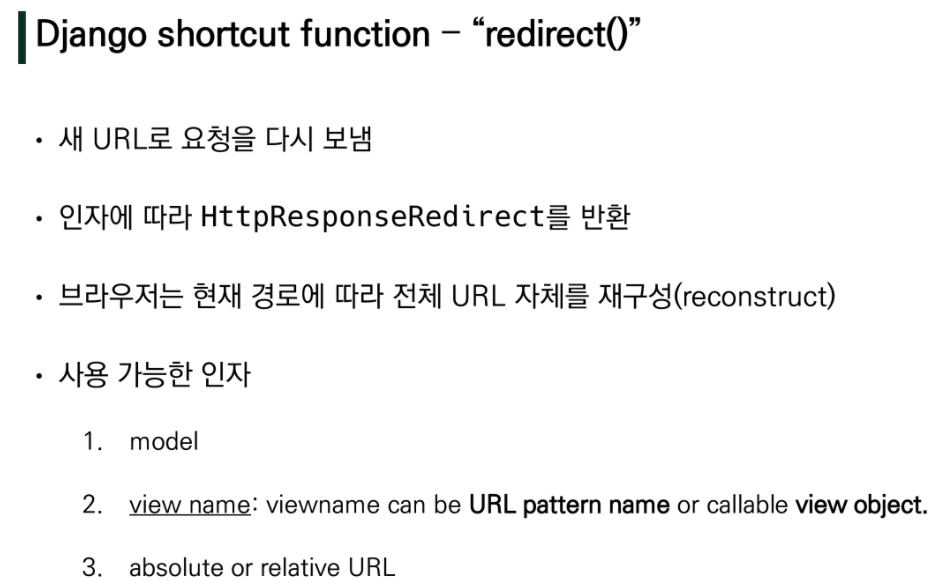 Django shortcut function – “redirect()”
• 새 URL로 요청을 다시 보냄
• 인자에 따라 HttpResponseRedirect를 반환
• 브라우저는 현재 경로에 따라 전체 URL 자체를 재구성(reconstruct)
• 사용 가능한 인자
1. model
2. view name: viewname can be URL pattern name or callable view object.
3. absolute or relative URL